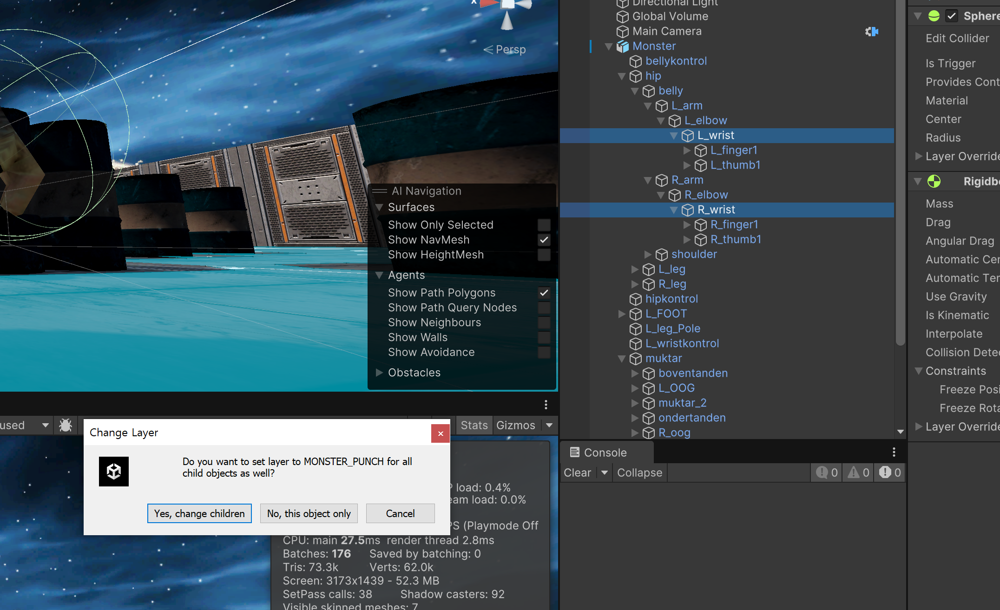 x
Persp
AI Navigation
Surfaces
Show Only Selected
Show NavMesh
Show HeightMesh
Agents
Show Path Polygons
Show Path Query Nodes
Show Neighbours
Show Walls
Show Avoidance
Obstacles
Directional Light
Global Volume
Main Camera
Monster
bellykontrol
hip
belly
L_arm
L_elbow
L_wrist
L_finger1
L_thumb1
R_arm
R_elbow
R_wrist
R_finger1
R_thumb1
shoulder
L_leg
R_leg
hipkontrol
L_FOOT
L_leg_Pole
L_wristkontrol
muktar
boventanden
L_OOG
muktar_2
ondertanden
R_oog
Sphere
Edit Collider
Is Trigger
Provides Cont
Material
Center
Radius
Layer Override
Rigidbo
Mass
Drag
Angular Drag
Automatic Cen
Automatic Ten
Use Gravity
Is Kinematic
Interpolate
Collision Detec
Constraints
Freeze Posi
Freeze Rota
Layer Override
used
Stats
Gizmos
Change Layer
Do you want to set layer to MONSTER_PUNCH for all
child objects as well?
Yes, change children
No, this object only
Cancel
P load: 0.4%
eam load: 0.0%
PS (Playmode Off
CPU: main 27.5ms render thread 2.8ms
Batches: 176 Saved by batching: 0
Tris: 73.3k Verts: 62.0k
Screen: 3173x1439 - 52.3 MB
SetPass calls: 38 Shadow casters: 92
Visible skinned meshes: 7
Console
Clear
Collapse
0
0
0